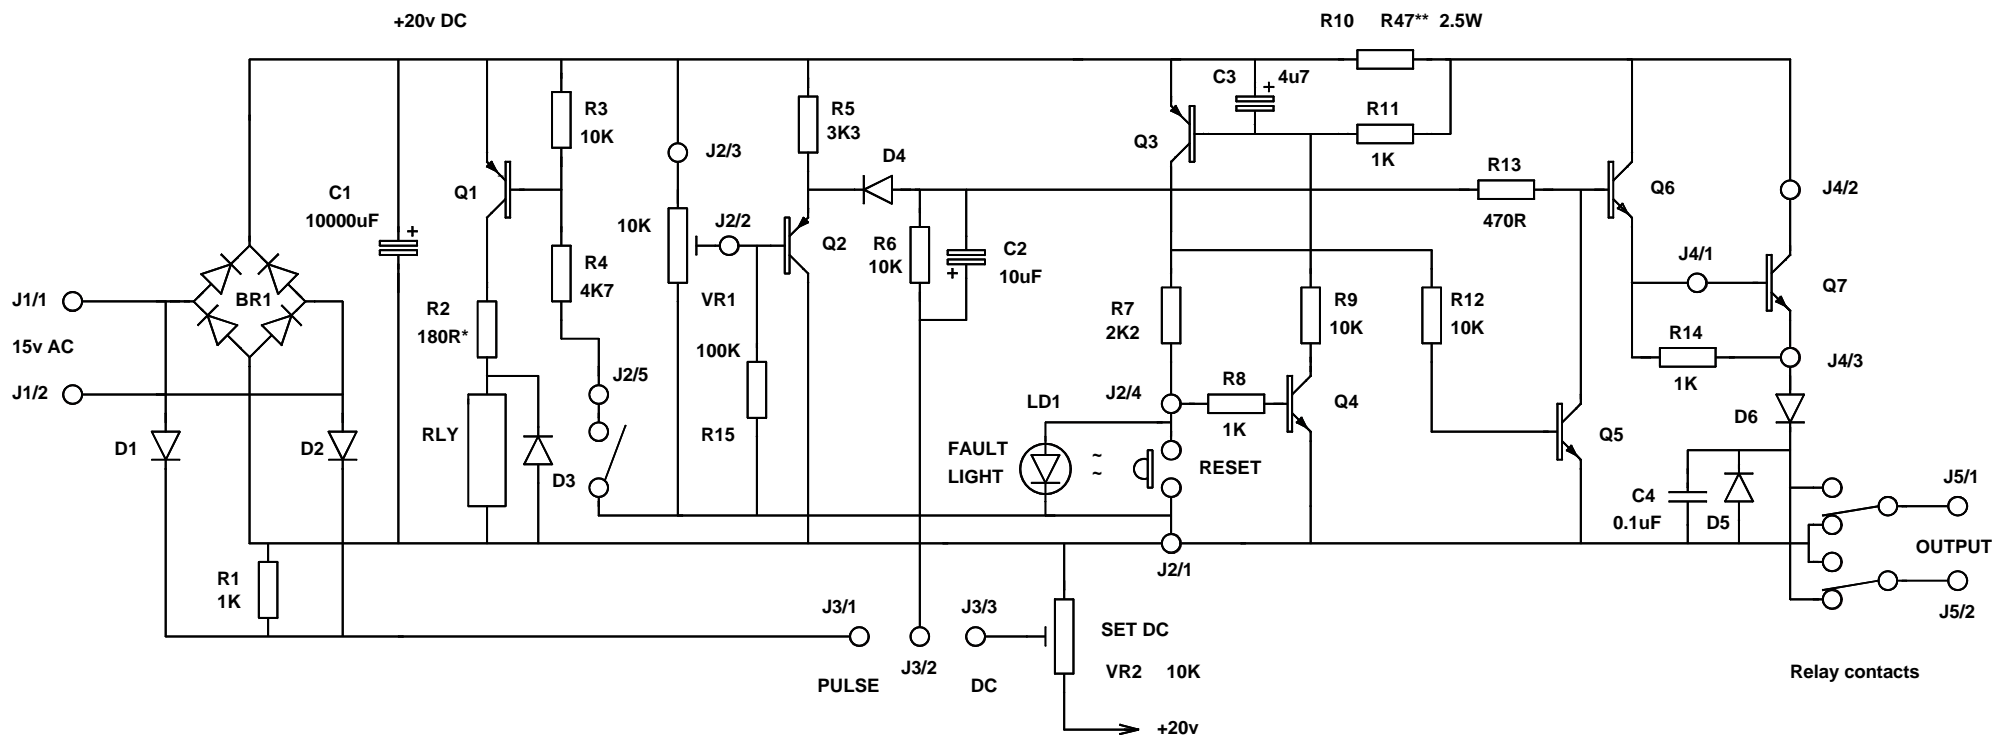 +20v DC
R10 R47** 2.5W
C3 4u7
R3
10K
R5
3K3
R11
1K
Q3
J2/3
D4
R13
470R
Q6
J4/2
C1
10000uF
+
Q1
10K
J2/2
Q2
R6
10K
C2
10uF
+
+
R4
4K7
J4/1
Q7
BR1
J1/1
15v AC
J1/2
R2
180R*
VR1
R7
2K2
R9
10K
R12
10K
R14
1K
J4/3
100K
R15
J2/5
J2/4
R8
1K
Q4
LD1
D6
D1
D2
RLY
D3
FAULT
LIGHT
~
~
RESET
Q5
C4
0.1uF
D5
J5/1
OUTPUT
J5/2
R1
1K
J2/1
J3/1
J3/2
J3/3
PULSE
DC
SET DC
VR2 10K
+20v
Relay contacts